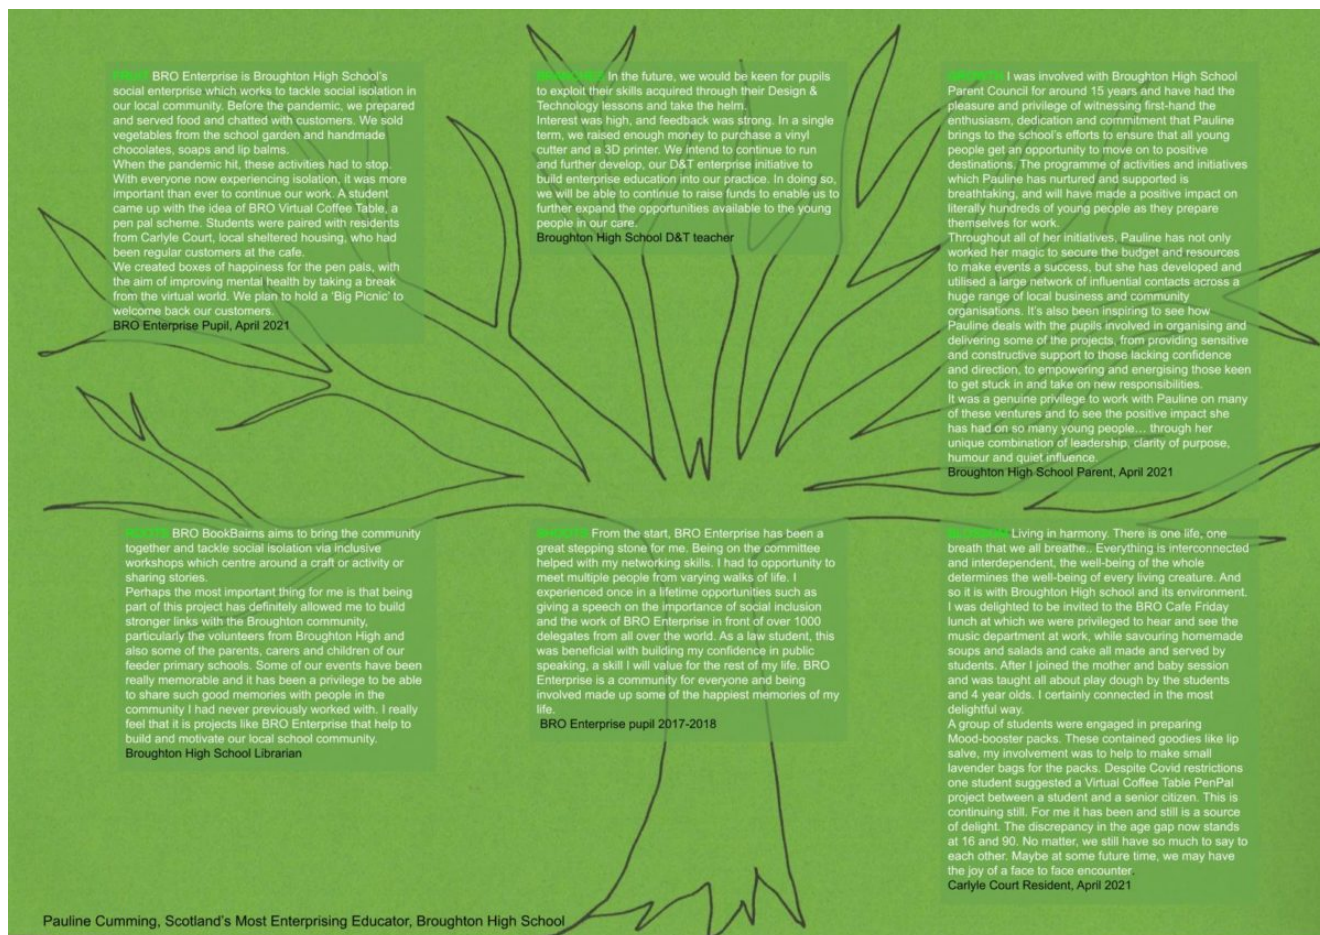 FRUIT BRO Enterprise is Broughton High School's
social enterprise which works to tackle social isolation in
our local community. Before the pandemic, we prepared
and served food and chatted with customers. We sold
vegetables from the school garden and handmade
chocolates, soaps and lip balms.
When the pandemic hit, these activities had to stop.
With everyone now experiencing isolation, it was more
important than ever to continue our work. A student
came up with the idea of BRO Virtual Coffee Table, a
pen pal scheme. Students were paired with residents
from Carlyle Court, local sheltered housing, who had
been regular customers at the cafe.
We created boxes of happiness for the pen pals, with
the aim of improving mental health by taking a break
from the virtual world. We plan to hold a 'Big Picnic' to
welcome back our customers.
BRO Enterprise Pupil, April 2021
BRANCHES In the future, we would be keen for pupils
to exploit their skills acquired through their Design &
Technology lessons and take the helm.
Interest was high, and feedback was strong. In a single
term, we raised enough money to purchase a vinyl
cutter and a 3D printer. We intend to continue to run
and further develop, our D&T enterprise initiative to
build enterprise education into our practice. In doing so,
we will be able to continue to raise funds to enable us to
further expand the opportunities available to the young
people in our care.
Broughton High School D&T teacher
GROWTH I was involved with Broughton High School
Parent Council for around 15 years and have had the
pleasure and privilege of witnessing first-hand the
enthusiasm, dedication and commitment that Pauline
brings to the school's efforts to ensure that all young
people get an opportunity to move on to positive
destinations. The programme of activities and initiatives
which Pauline has nurtured and supported is
breathtaking, and will have made a positive impact on
literally hundreds of young people as they prepare
themselves for work.
Throughout all of her initiatives, Pauline has not only
worked her magic to secure the budget and resources
to make events a success, but she has developed and
utilised a large network of influential contacts across a
huge range of local business and community
organisations. It's also been inspiring to see how
Pauline deals with the pupils involved in organising and
delivering some of the projects, from providing sensitive
and constructive support to those lacking confidence
and direction, to empowering and energising those keen
to get stuck in and take on new responsibilities.
It was a genuine privilege to work with Pauline on many
of these ventures and to see the positive impact she
has had on so many young people… through her
unique combination of leadership, clarity of purpose,
humour and quiet influence.
Broughton High School Parent, April 2021
ROOTS BRO BookBairns aims to bring the community
together and tackle social isolation via inclusive
workshops which centre around a craft or activity or
sharing stories.
Perhaps the most important thing for me is that being
part of this project has definitely allowed me to build
stronger links with the Broughton community,
particularly the volunteers from Broughton High and
also some of the parents, carers and children of our
feeder primary schools. Some of our events have been
really memorable and it has been a privilege to be able
to share such good memories with people in the
community I had never previously worked with. I really
feel that it is projects like BRO Enterprise that help to
build and motivate our local school community.
Broughton High School Librarian
SHOOTS From the start, BRO Enterprise has been a
great stepping stone for me. Being on the committee
helped with my networking skills. I had to opportunity to
meet multiple people from varying walks of life. I
experienced once in a lifetime opportunities such as
giving a speech on the importance of social inclusion
and the work of BRO Enterprise in front of over 1000
delegates from all over the world. As a law student, this
was beneficial with building my confidence in public
speaking, a skill I will value for the rest of my life. BRO
Enterprise is a community for everyone and being
involved made up some of the happiest memories of my
life.
BRO Enterprise pupil 2017-2018
Living in harmony. There is one life, one
breath that we all breathe.. Everything is interconnected
and interdependent, the well-being of the whole
determines the well-being of every living creature. And
so it is with Broughton High school and its environment.
I was delighted to be invited to the BRO Cafe Friday
lunch at which we were privileged to hear and see the
music department at work, while savouring homemade
soups and salads and cake all made and served by
students. After I joined the mother and baby session
and was taught all about play dough by the students
and 4 year olds. I certainly connected in the most
delightful way.
A group of students were engaged in preparing
Mood-booster packs. These contained goodies like lip
salve, my involvement was to help to make small
lavender bags for the packs. Despite Covid restrictions
one student suggested a Virtual Coffee Table PenPal
project between a student and a senior citizen. This is
continuing still. For me it has been and still is a source
of delight. The discrepancy in the age gap now stands
at 16 and 90. No matter, we still have so much to say to
each other. Maybe at some future time, we may have
the joy of a face to face encounter.
Carlyle Court Resident, April 2021
Pauline Cumming, Scotland's Most Enterprising Educator, Broughton High School